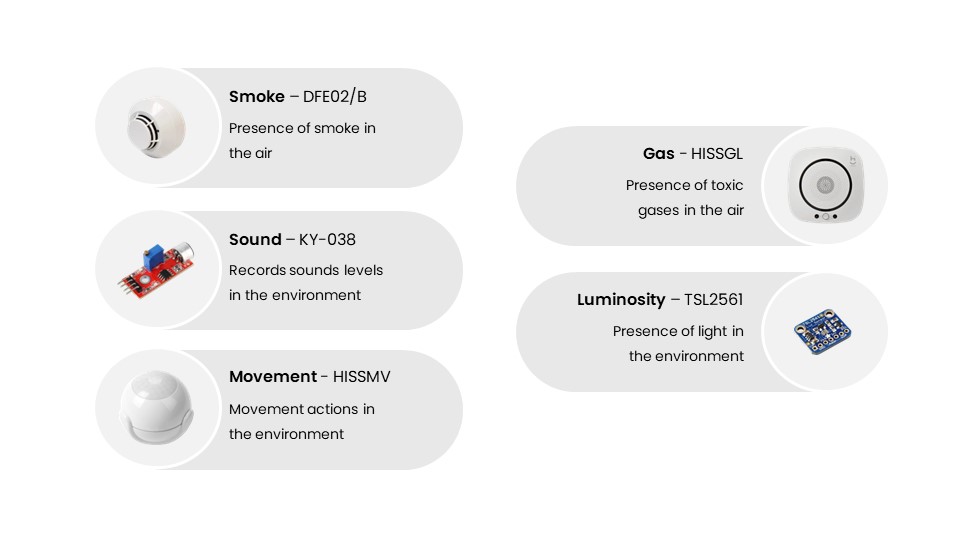 Smoke – DFE02/B
Presence of smoke in
the air
Sound – KY-038
Records sounds levels
in the environment
Movement - HISSMV
Movement actions in
the environment
Gas - HISSGL
Presence of toxic
gases in the air
Luminosity – TSL2561
Presence of light in
the environment